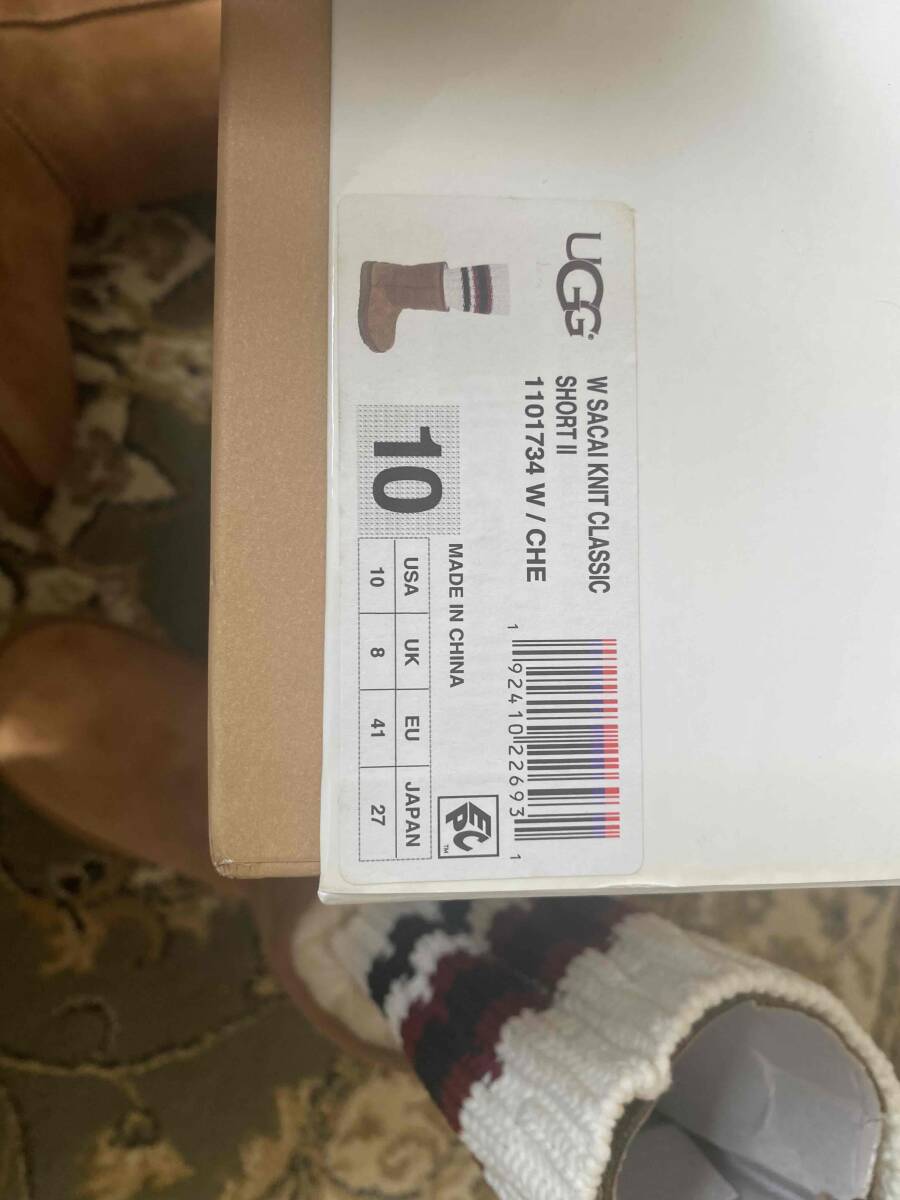 UGG®
W SACAI KNIT CLASSIC
SHORT II
1101734 W / CHE
1 92410 22693 1
10
MADE IN CHINA
EPC™
USA UK EU JAPAN
10 8 41 27